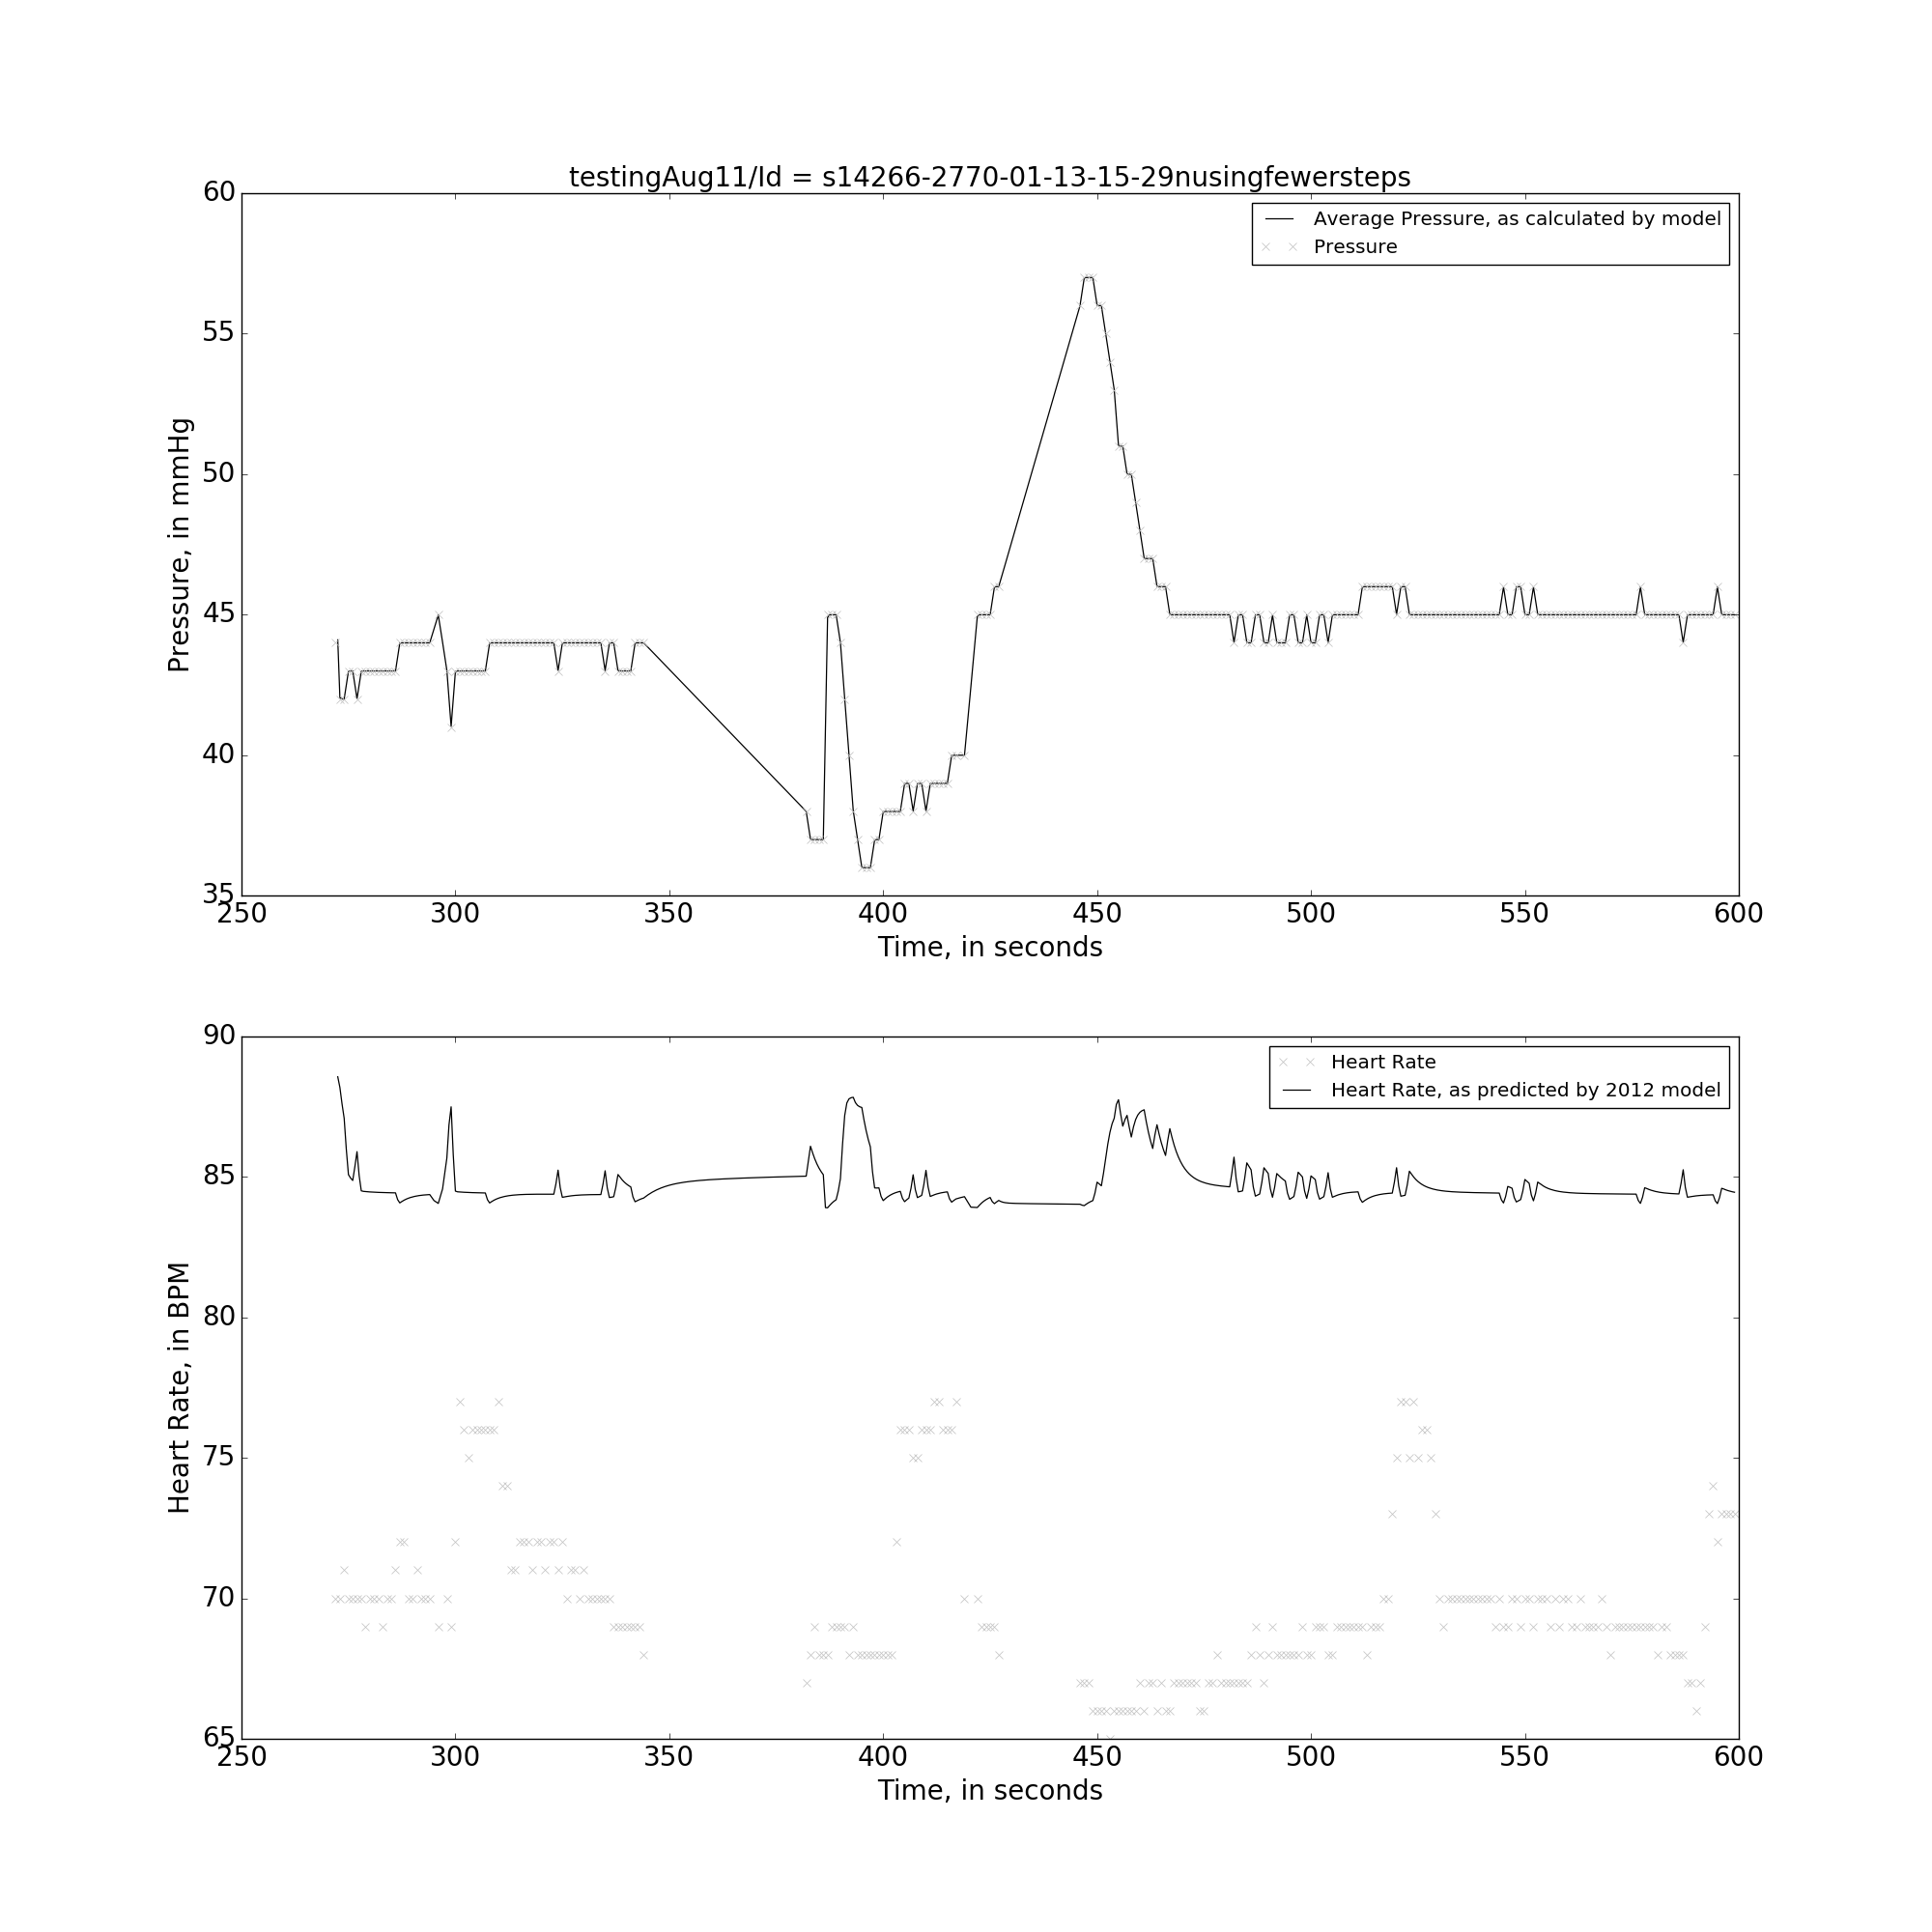 testingAug11/Id = s14266-2770-01-13-15-29nusingfewersteps
Average Pressure, as calculated by model
Pressure
Pressure, in mmHg
60
55
50
45
40
35
250 300 350 400 450 500 550 600
Time, in seconds
Heart Rate
Heart Rate, as predicted by 2012 model
Heart Rate, in BPM
90
85
80
75
70
65
250 300 350 400 450 500 550 600
Time, in seconds